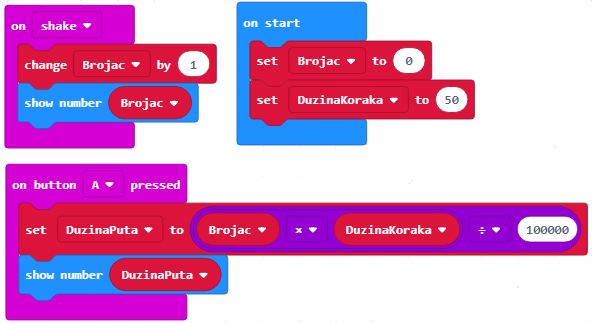 on shake
change Brojac by 1
show number Brojac
on start
set Brojac to 0
set DuzinaKoraka to 50
on button A pressed
set DuzinaPuta to Brojac × DuzinaKoraka ÷ 100000
show number DuzinaPuta